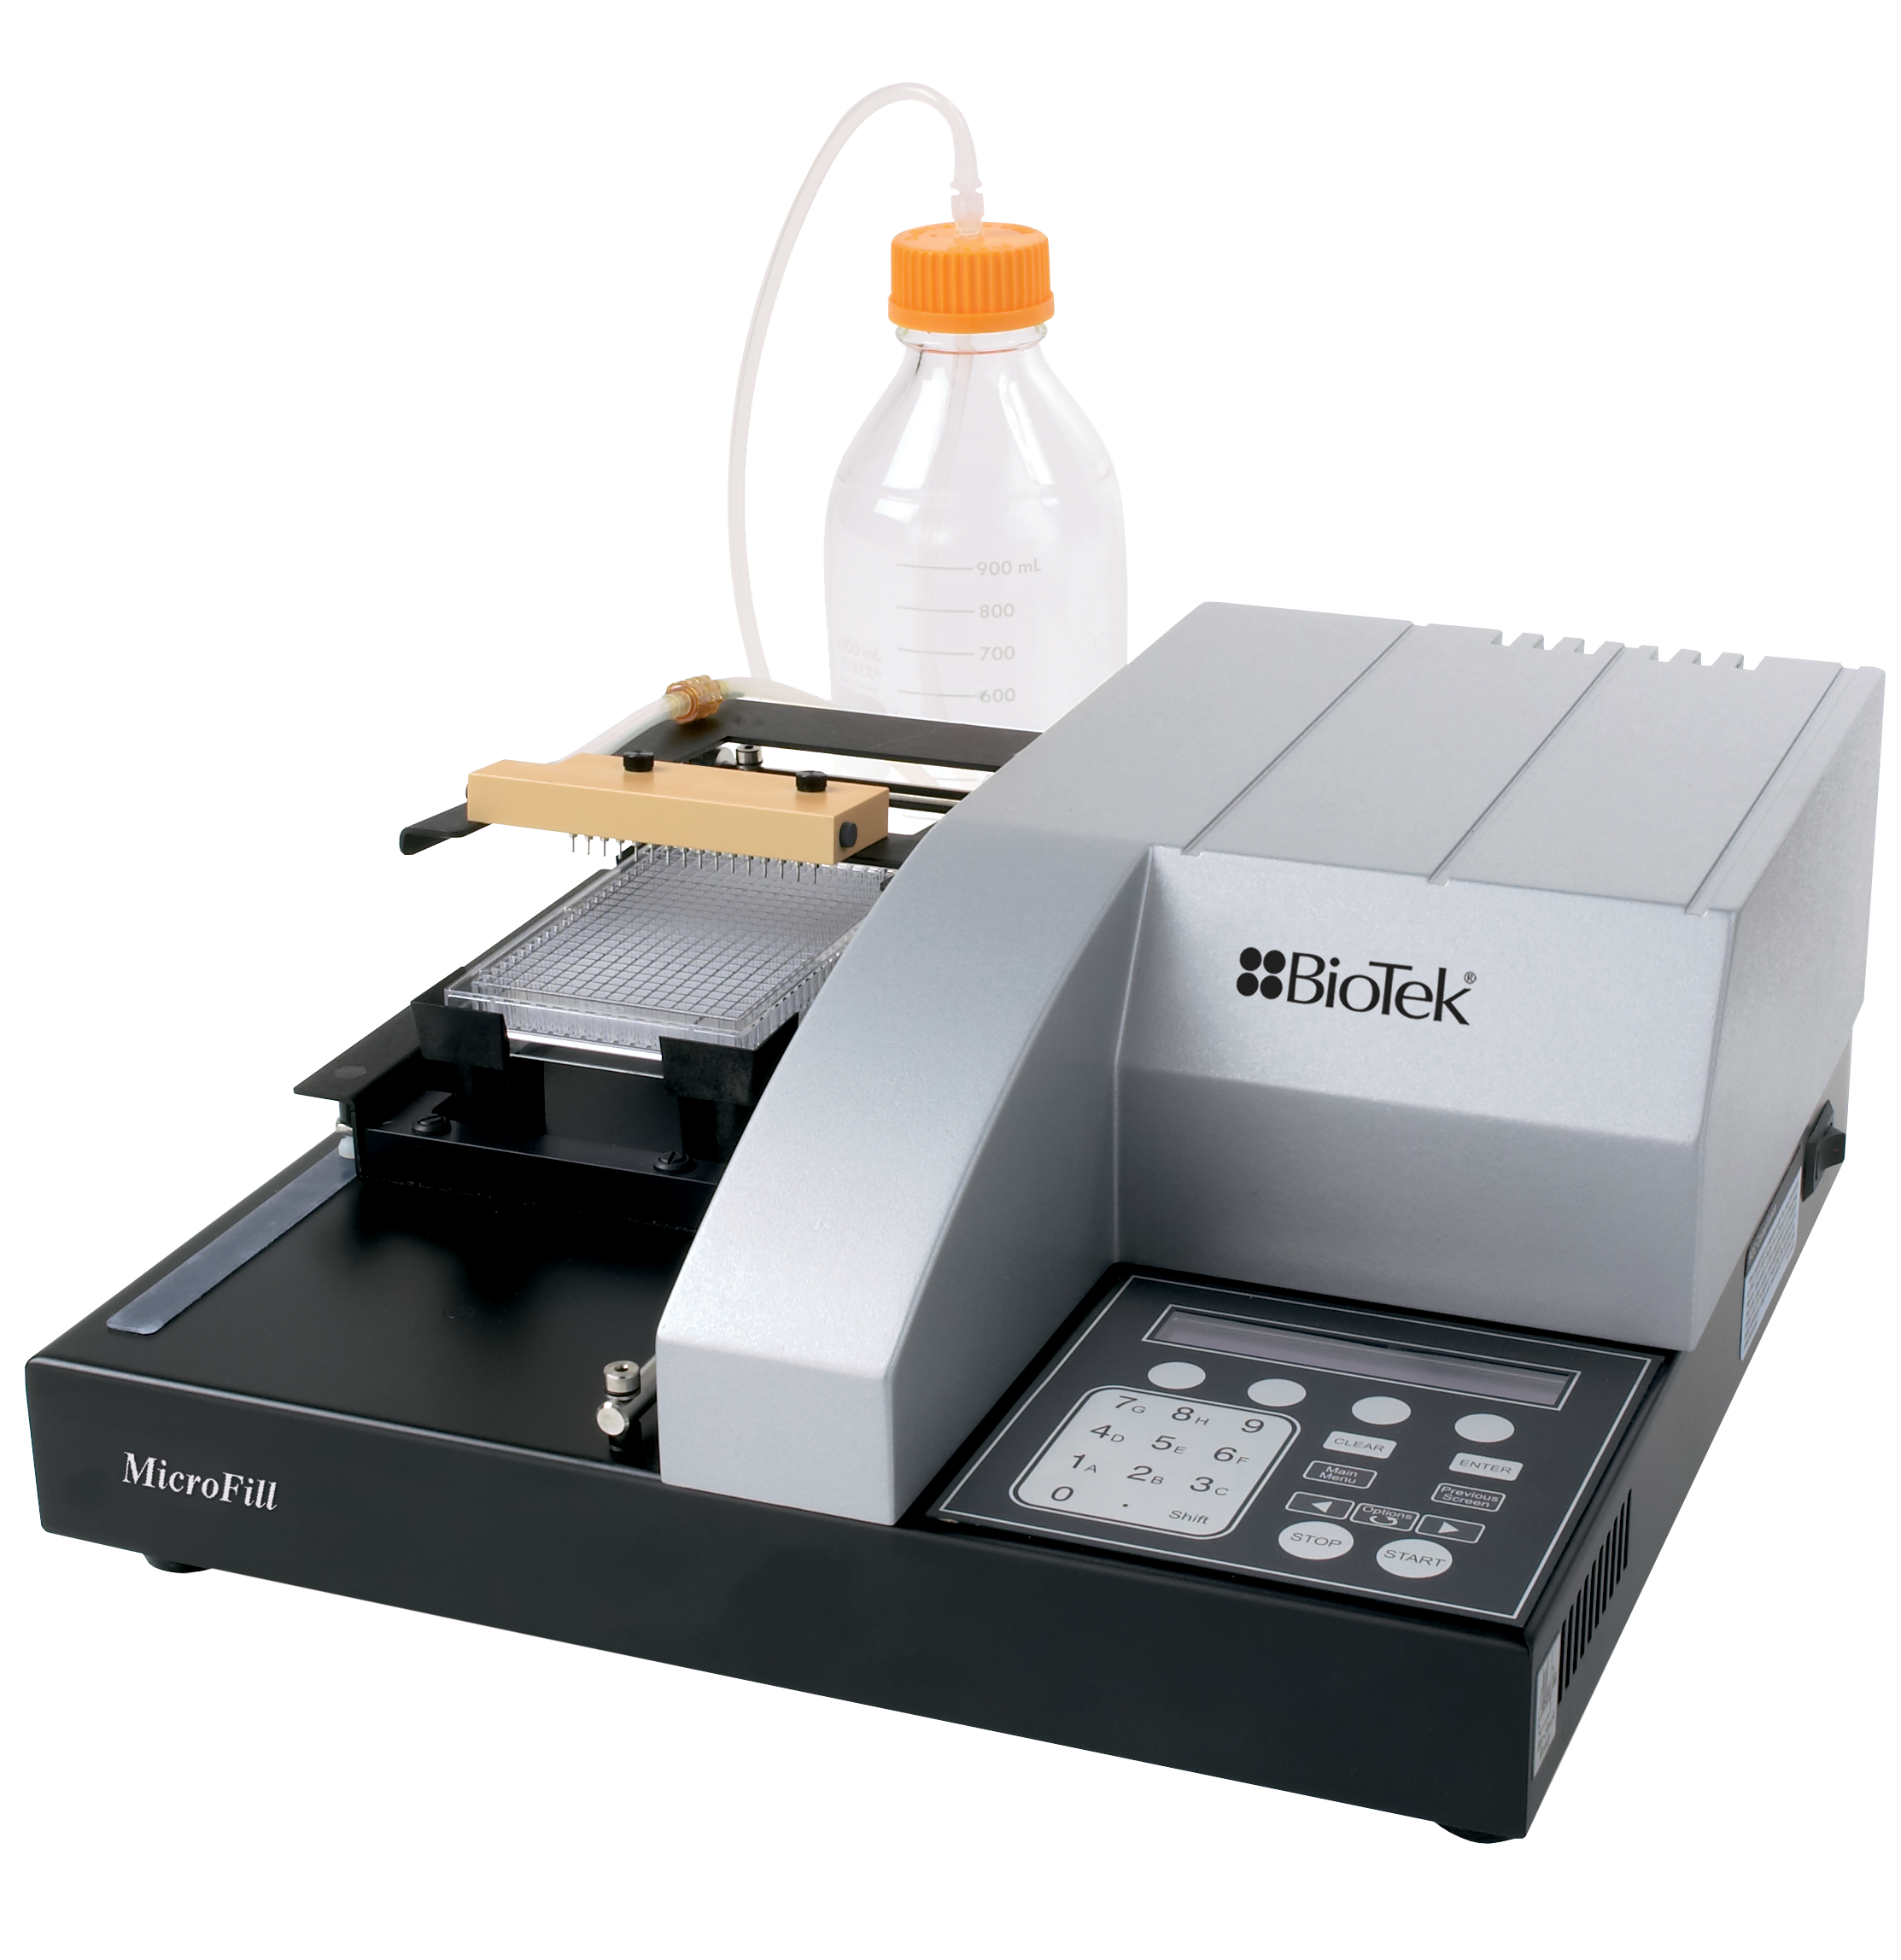 900 mL
800
700
600
BioTek®
7G 8H 9
4D 5E 6F
1A 2B 3C
0 . Shift
CLEAR
ENTER
Main
Menu
Previous
Screen
Options
STOP
START
MicroFill